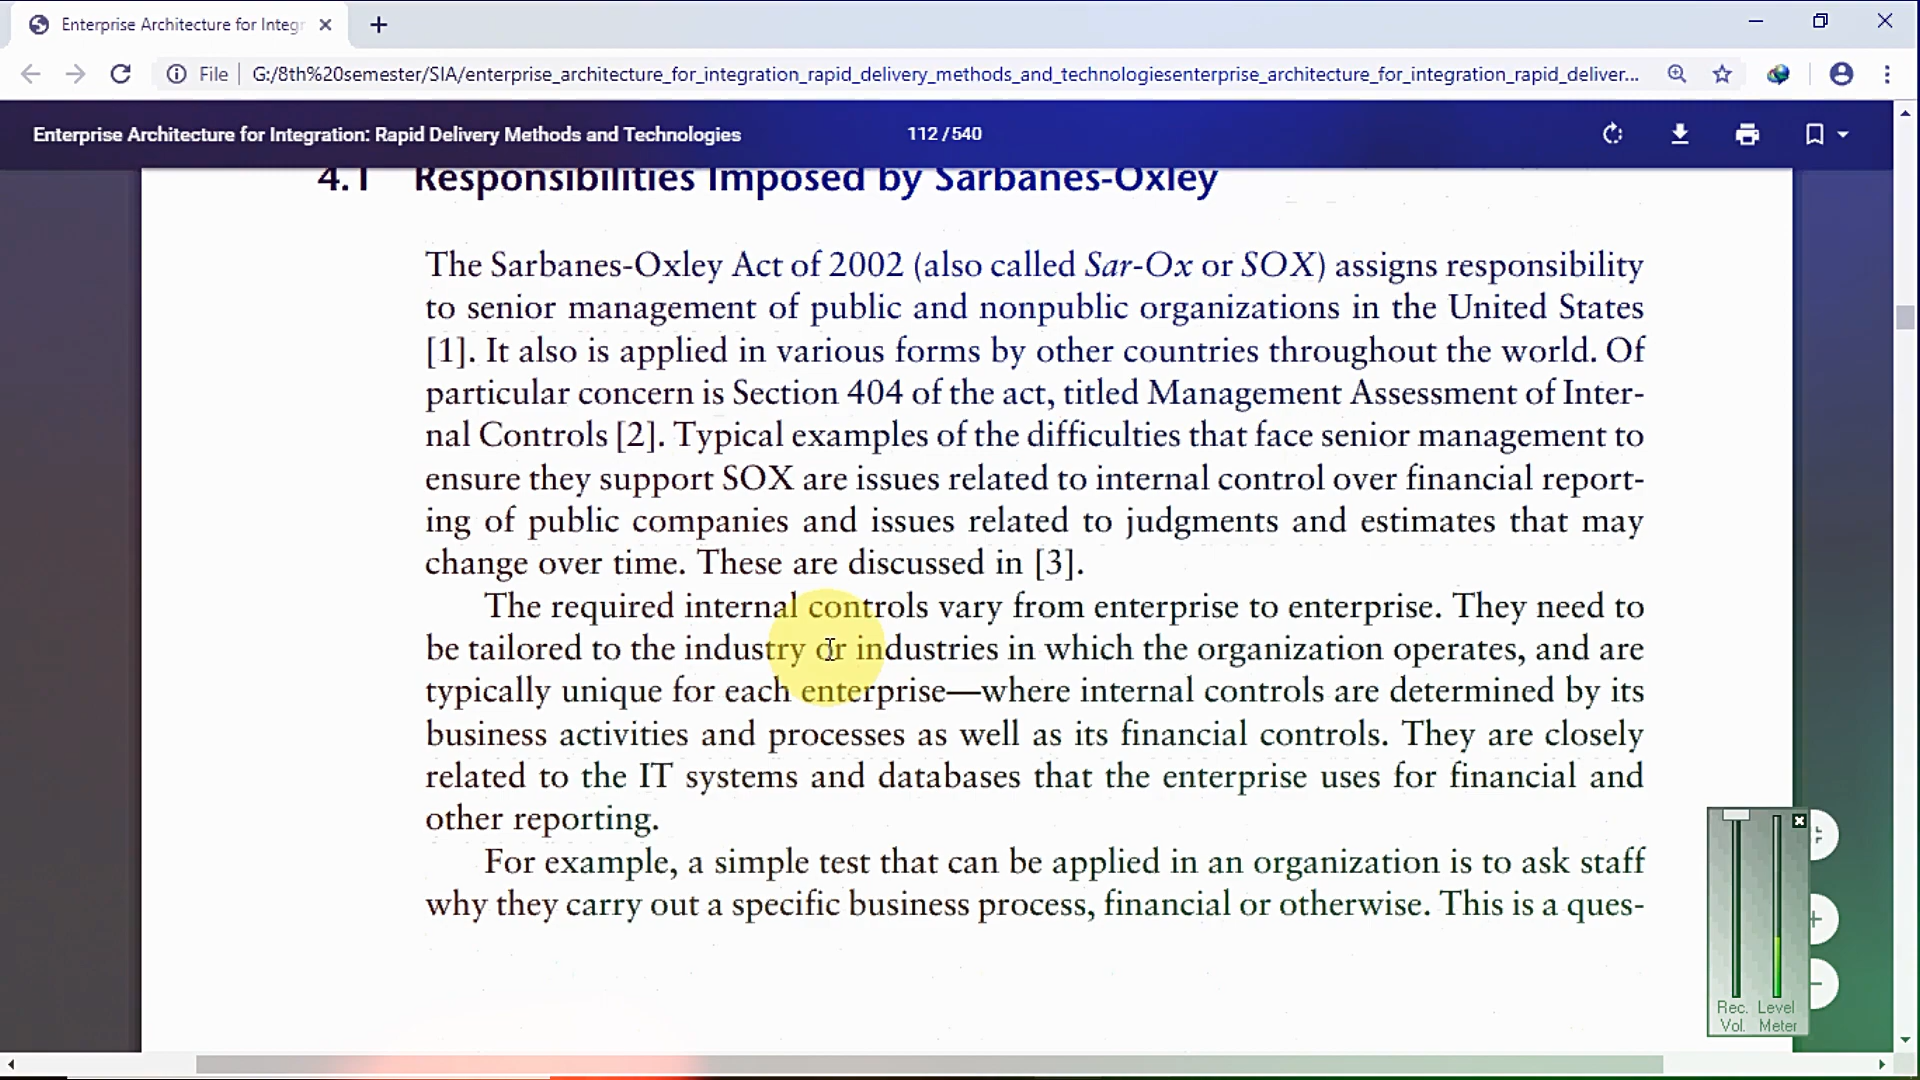 Enterprise Architecture for Integr
File
G:/8th%20semester/SIA/enterprise_architecture_for_integration_rapid_delivery_methods_and_technologiesenterprise_architecture_for_integration_rapid_deliver...
Enterprise Architecture for Integration: Rapid Delivery Methods and Technologies
112 / 540
4.1 Responsibilities Imposed by Sarbanes-Oxley
The Sarbanes-Oxley Act of 2002 (also called Sar-Ox or SOX) assigns responsibility
to senior management of public and nonpublic organizations in the United States
[1]. It also is applied in various forms by other countries throughout the world. Of
particular concern is Section 404 of the act, titled Management Assessment of Inter-
nal Controls [2]. Typical examples of the difficulties that face senior management to
ensure they support SOX are issues related to internal control over financial report-
ing of public companies and issues related to judgments and estimates that may
change over time. These are discussed in [3].
The required internal controls vary from enterprise to enterprise. They need to
be tailored to the industry or industries in which the organization operates, and are
typically unique for each enterprise—where internal controls are determined by its
business activities and processes as well as its financial controls. They are closely
related to the IT systems and databases that the enterprise uses for financial and
other reporting.
For example, a simple test that can be applied in an organization is to ask staff
why they carry out a specific business process, financial or otherwise. This is a ques-
Rec. Level
Vol. Meter